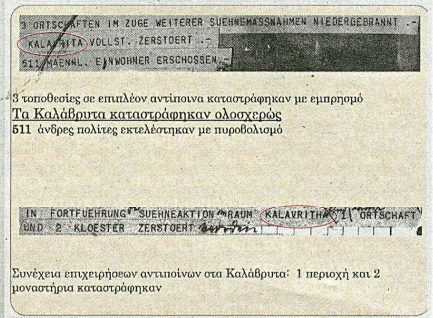 3 ORTSCHAFTEN IM ZUGE WEITERER SUEHNEMASSNAHMEN NIEDERGEBRANNT .-
KALAVRITA VOLLST. ZERSTOERT .-
511 MAENNL. EINWOHNER ERSCHOSSEN.-
3 τοποθεσίες σε επιπλέον αντίποινα καταστράφηκαν με εμπρησμό
Τα Καλάβρυτα καταστράφηκαν ολοσχερώς
511 άνδρες πολίτες εκτελέστηκαν με πυροβολισμό
IN FORTFUEHRUNG SUEHNEAKTION RAUM KALAVRITHA 1 ORTSCHAFT
UND 2 KLOESTER ZERSTOERT worden
Συνέχεια επιχειρήσεων αντιποίνων στα Καλάβρυτα: 1 περιοχή και 2
μοναστήρια καταστράφηκαν